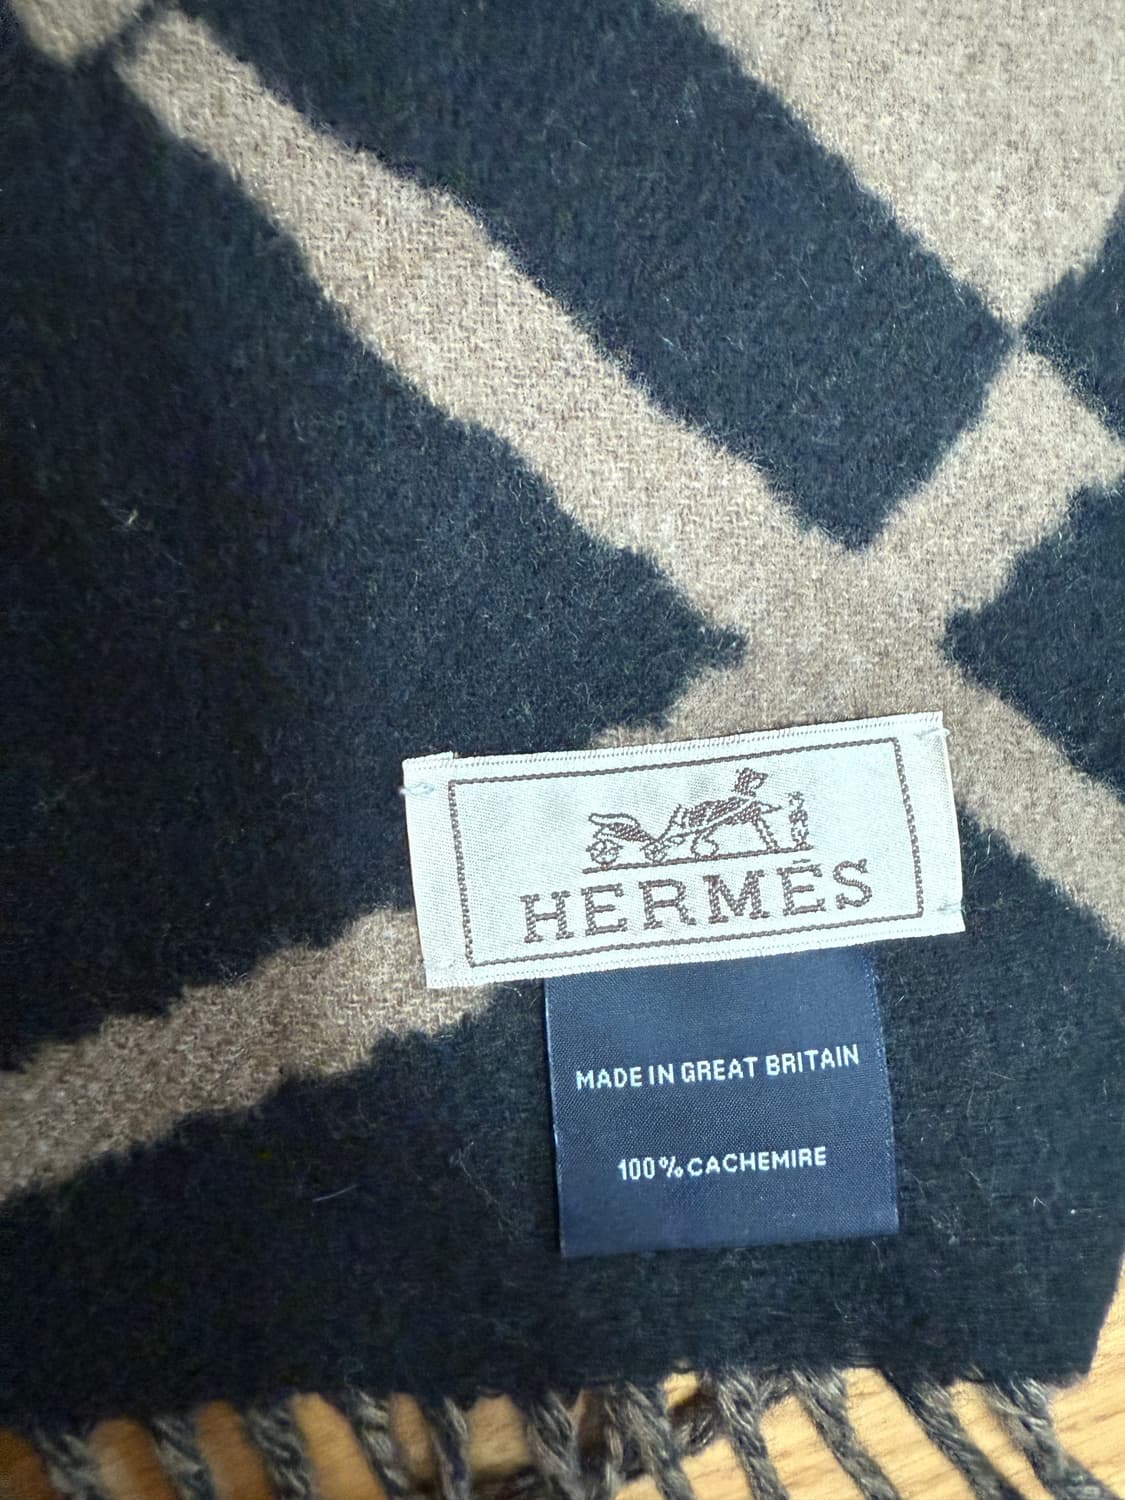 HERMÈS
MADE IN GREAT BRITAIN
100% CACHEMIRE